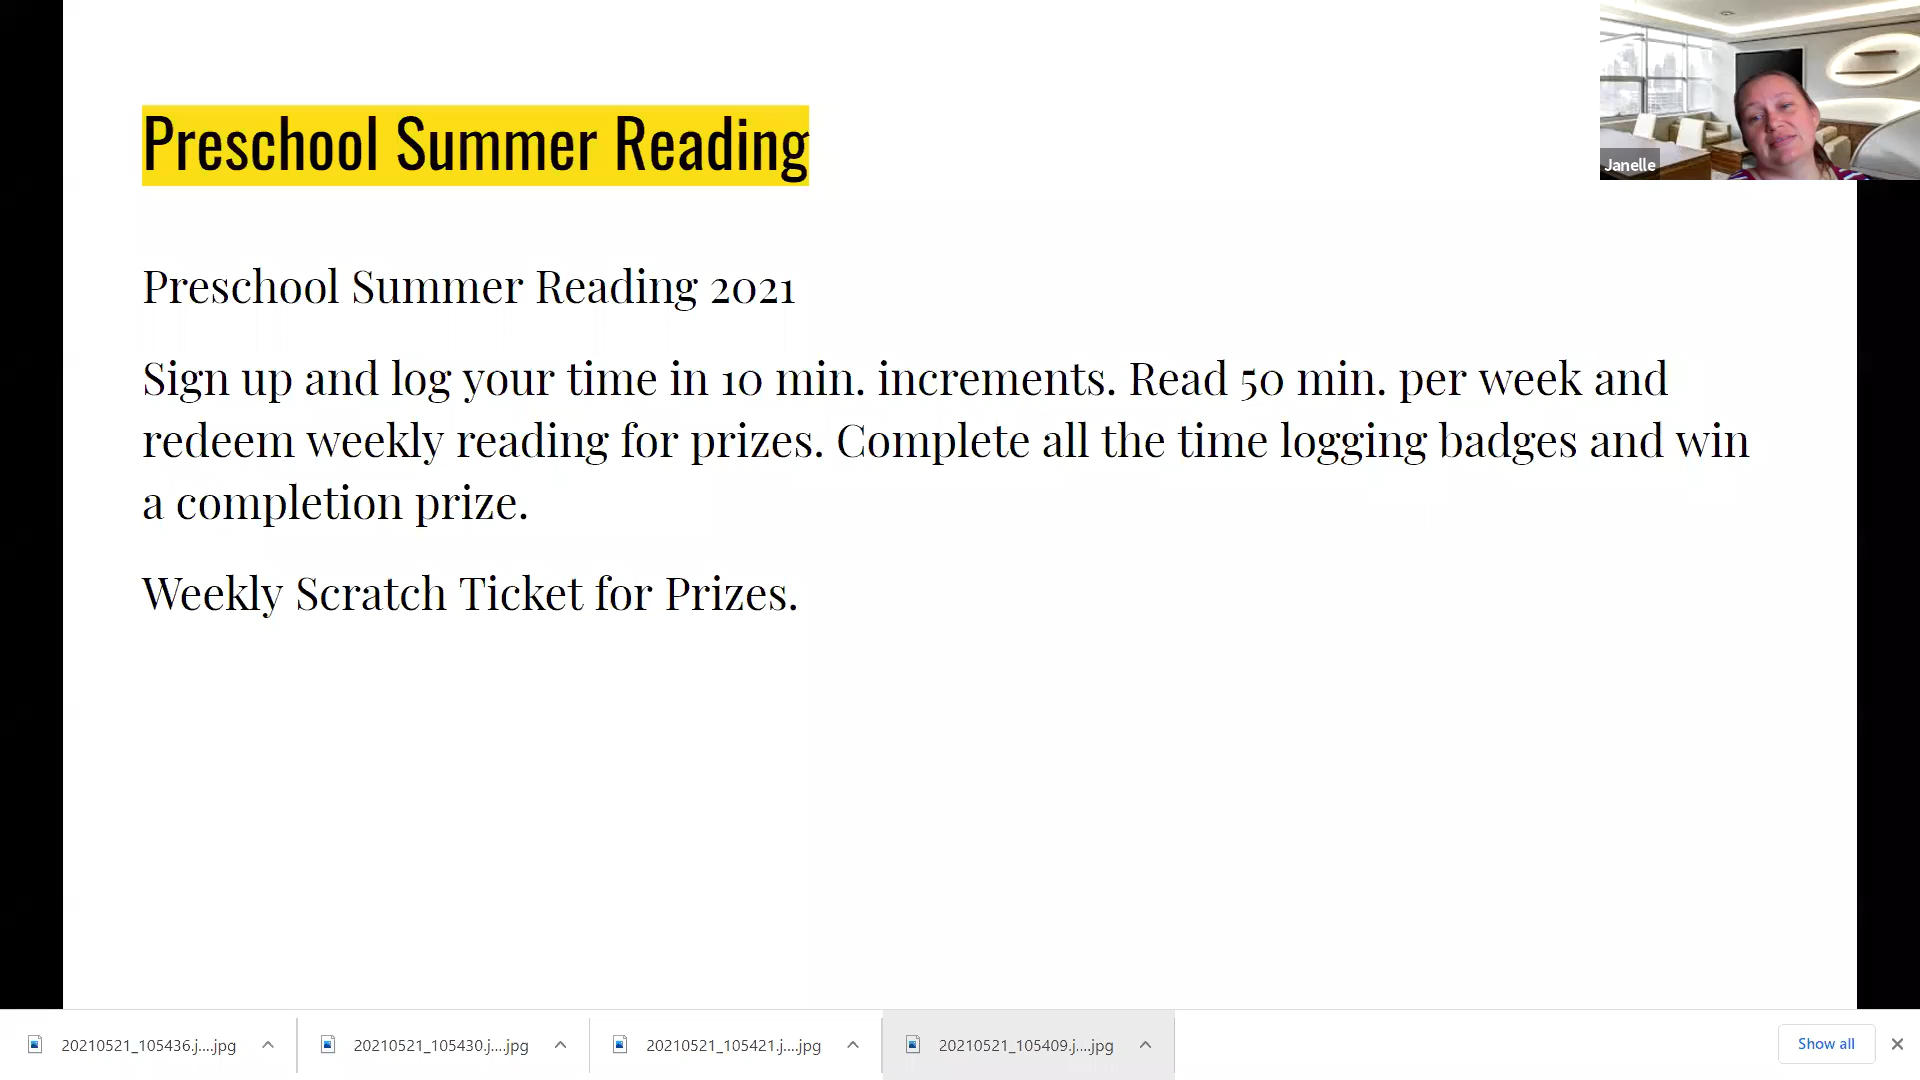 Preschool Summer Reading
Janelle
Preschool Summer Reading 2021
Sign up and log your time in 10 min. increments. Read 50 min. per week and
redeem weekly reading for prizes. Complete all the time logging badges and win
a completion prize.
Weekly Scratch Ticket for Prizes.
20210521_105436.j....jpg
20210521_105430.j....jpg
20210521_105421.j....jpg
20210521_105409.j....jpg
Show all